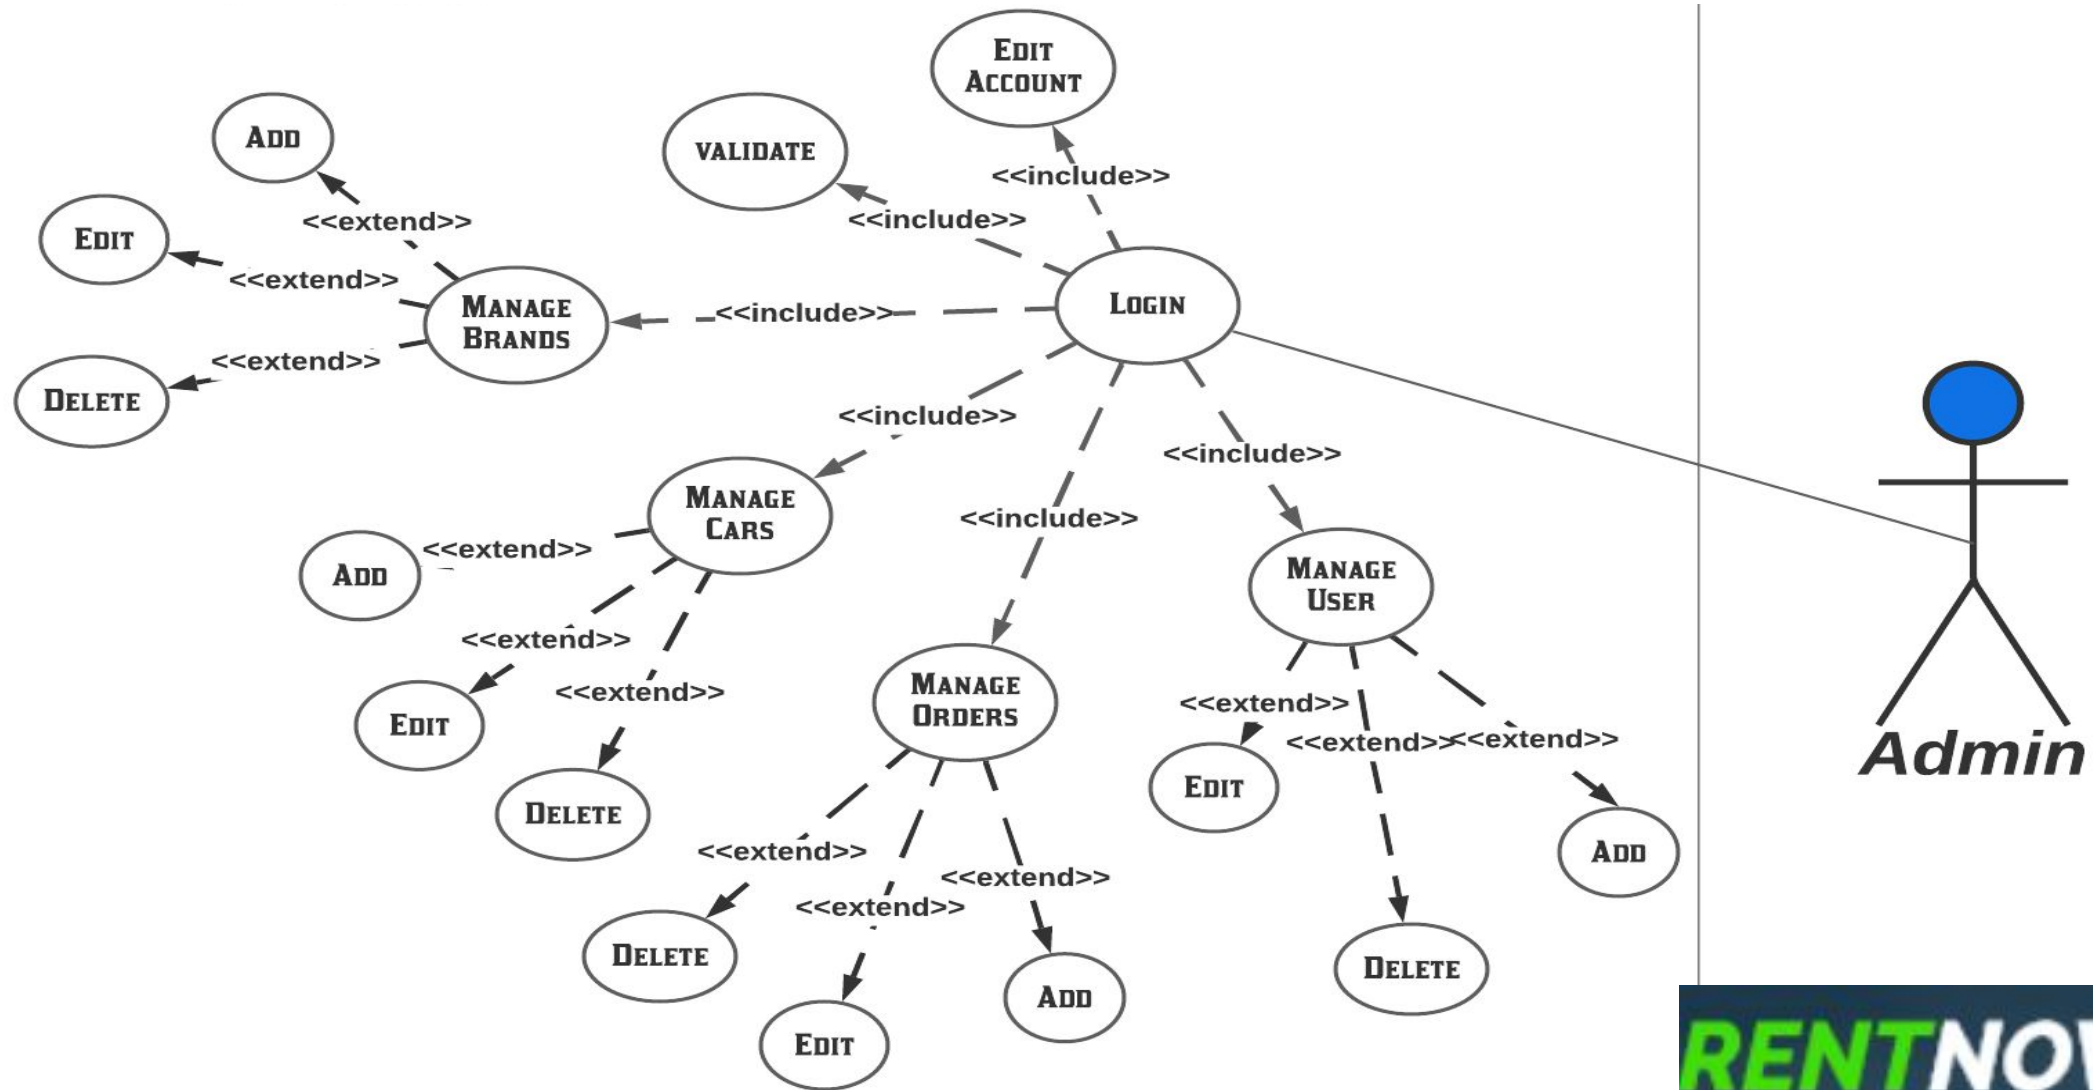 EDIT
ACCOUNT
VALIDATE
<<include>>
<<include>>
ADD
<<extend>>
EDIT
<<extend>>
MANAGE
BRANDS
<<include>>
LOGIN
<<extend>>
DELETE
<<include>>
<<include>>
<<include>>
MANAGE
CARS
ADD
<<extend>>
<<extend>>
EDIT
<<extend>>
DELETE
MANAGE
USER
MANAGE
ORDERS
<<extend>>
<<extend>>
<<extend>>
EDIT
ADD
DELETE
<<extend>>
<<extend>>
<<extend>>
DELETE
EDIT
ADD
Admin
RENTNOW